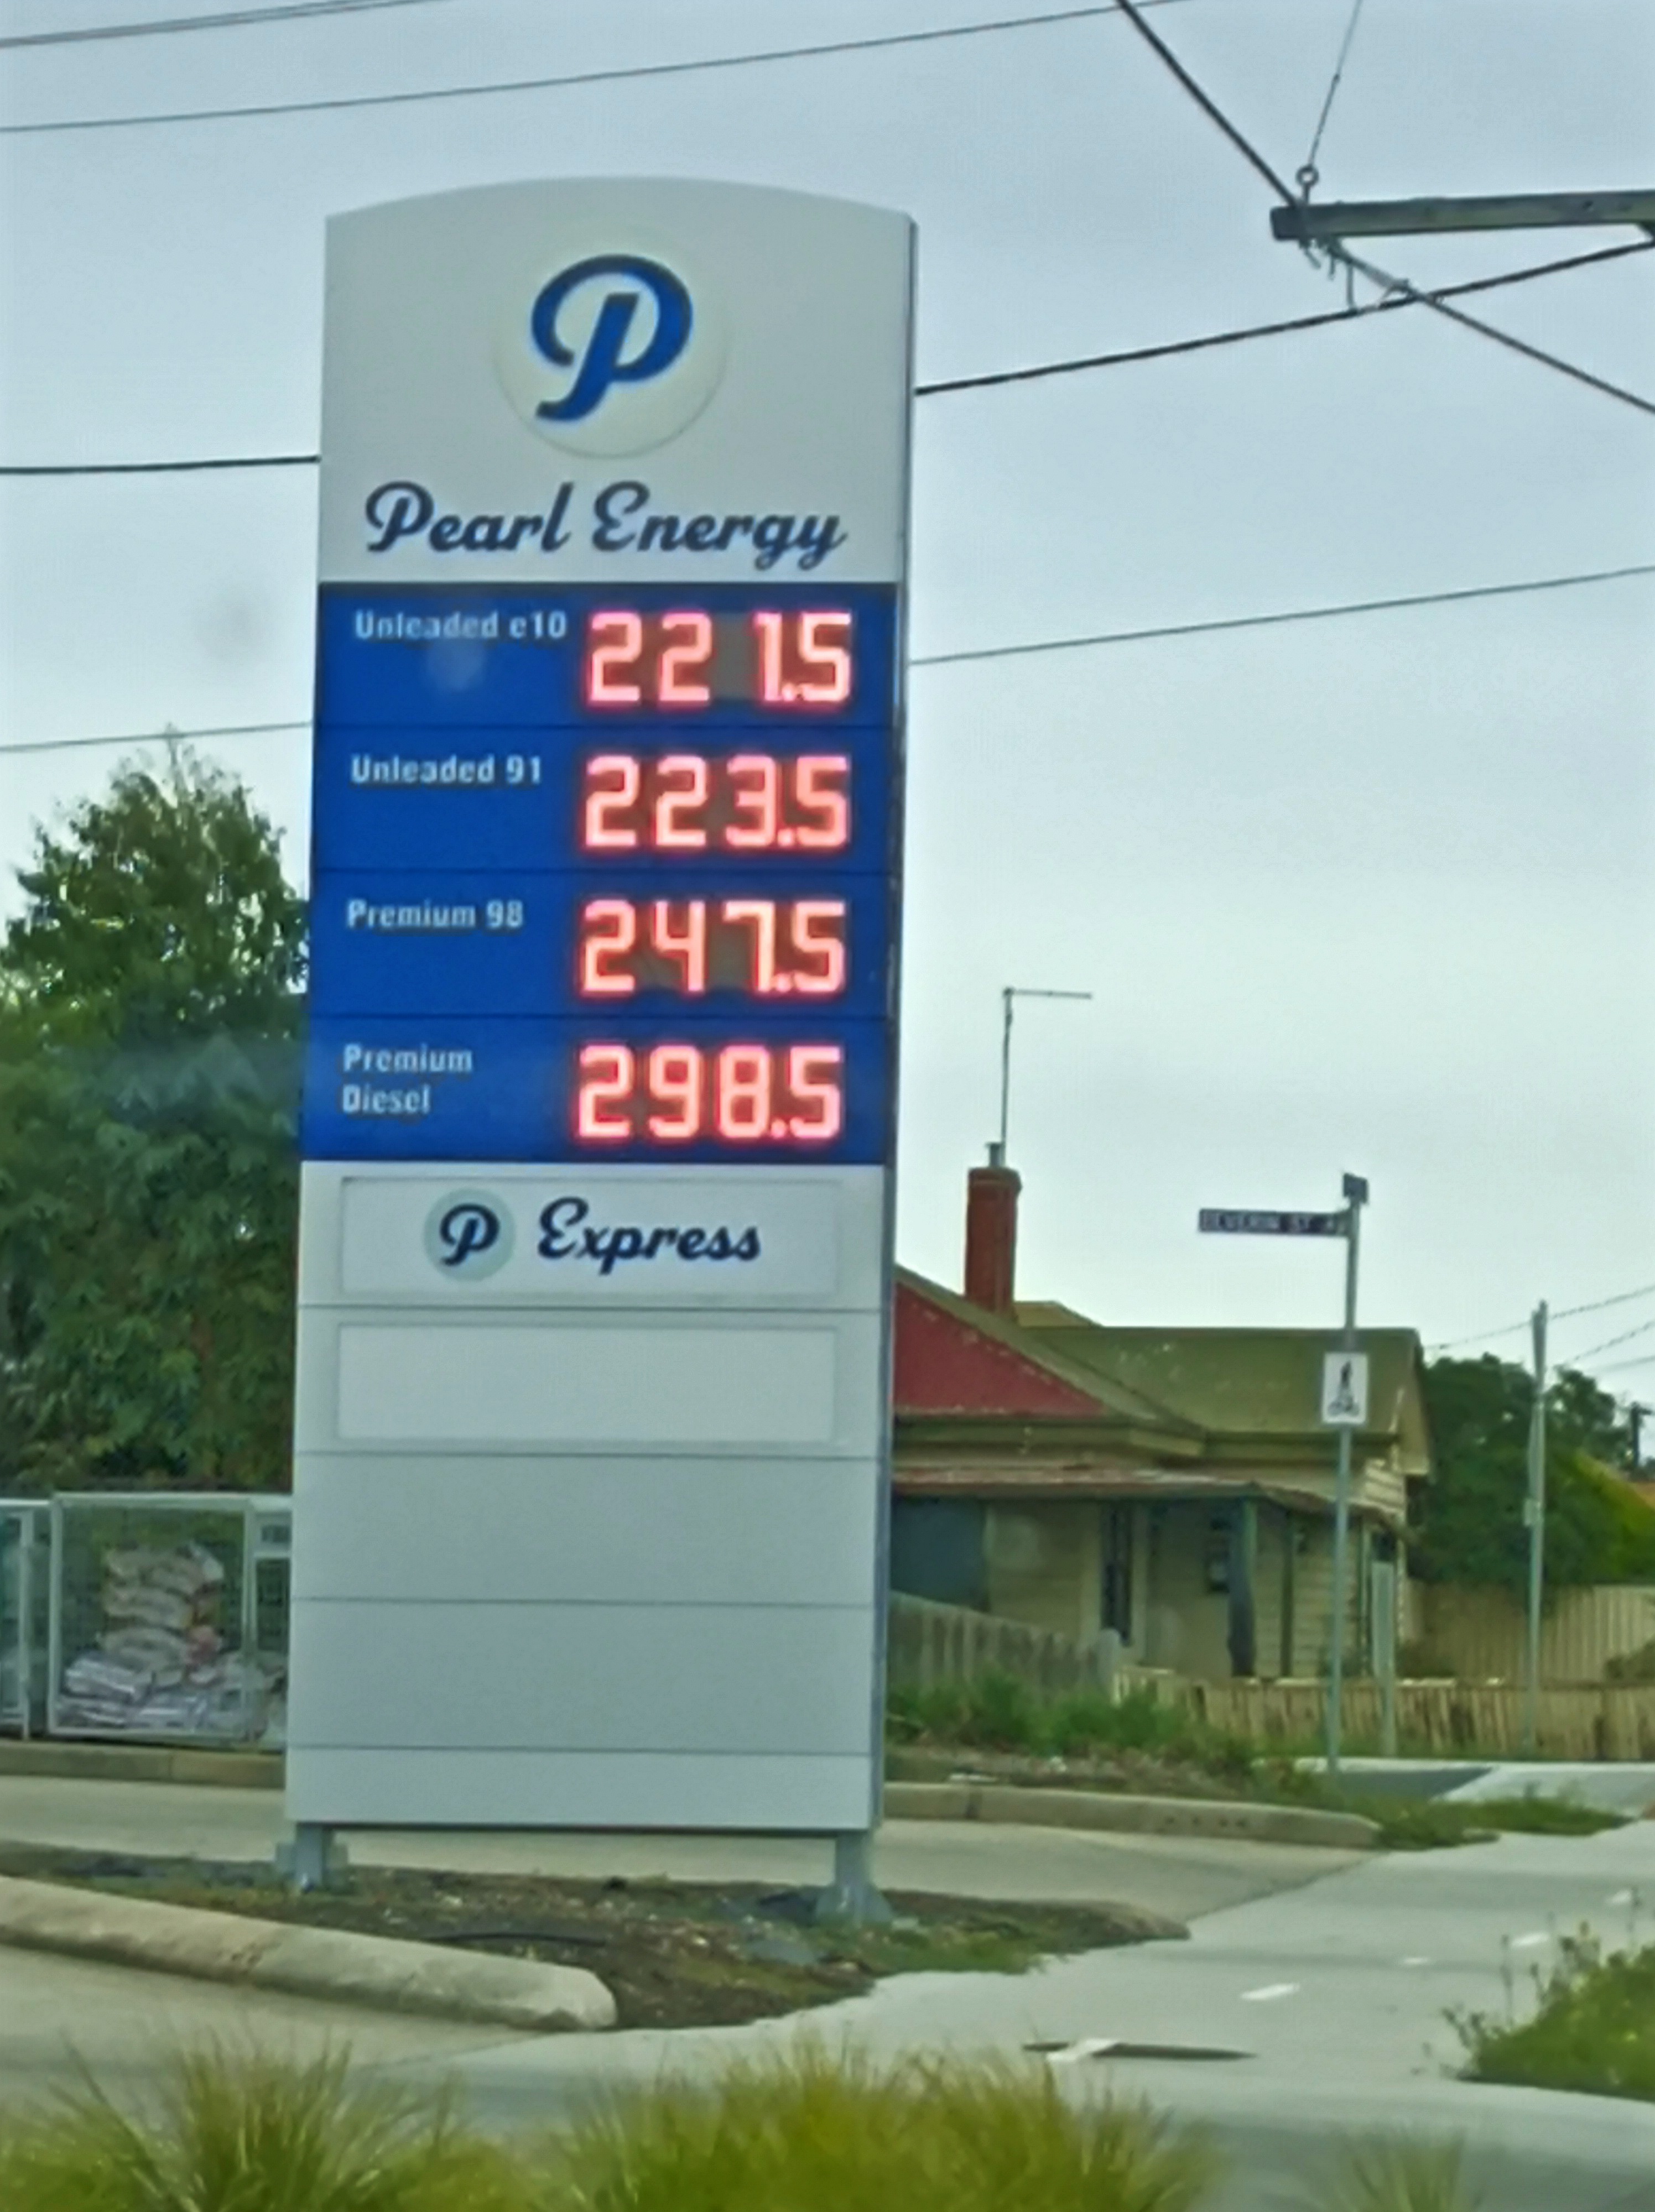 P
Pearl Energy
Unleaded e10 221.5
Unleaded 91 223.5
Premium 98 247.5
Premium
Diesel 298.5
P Express
ST